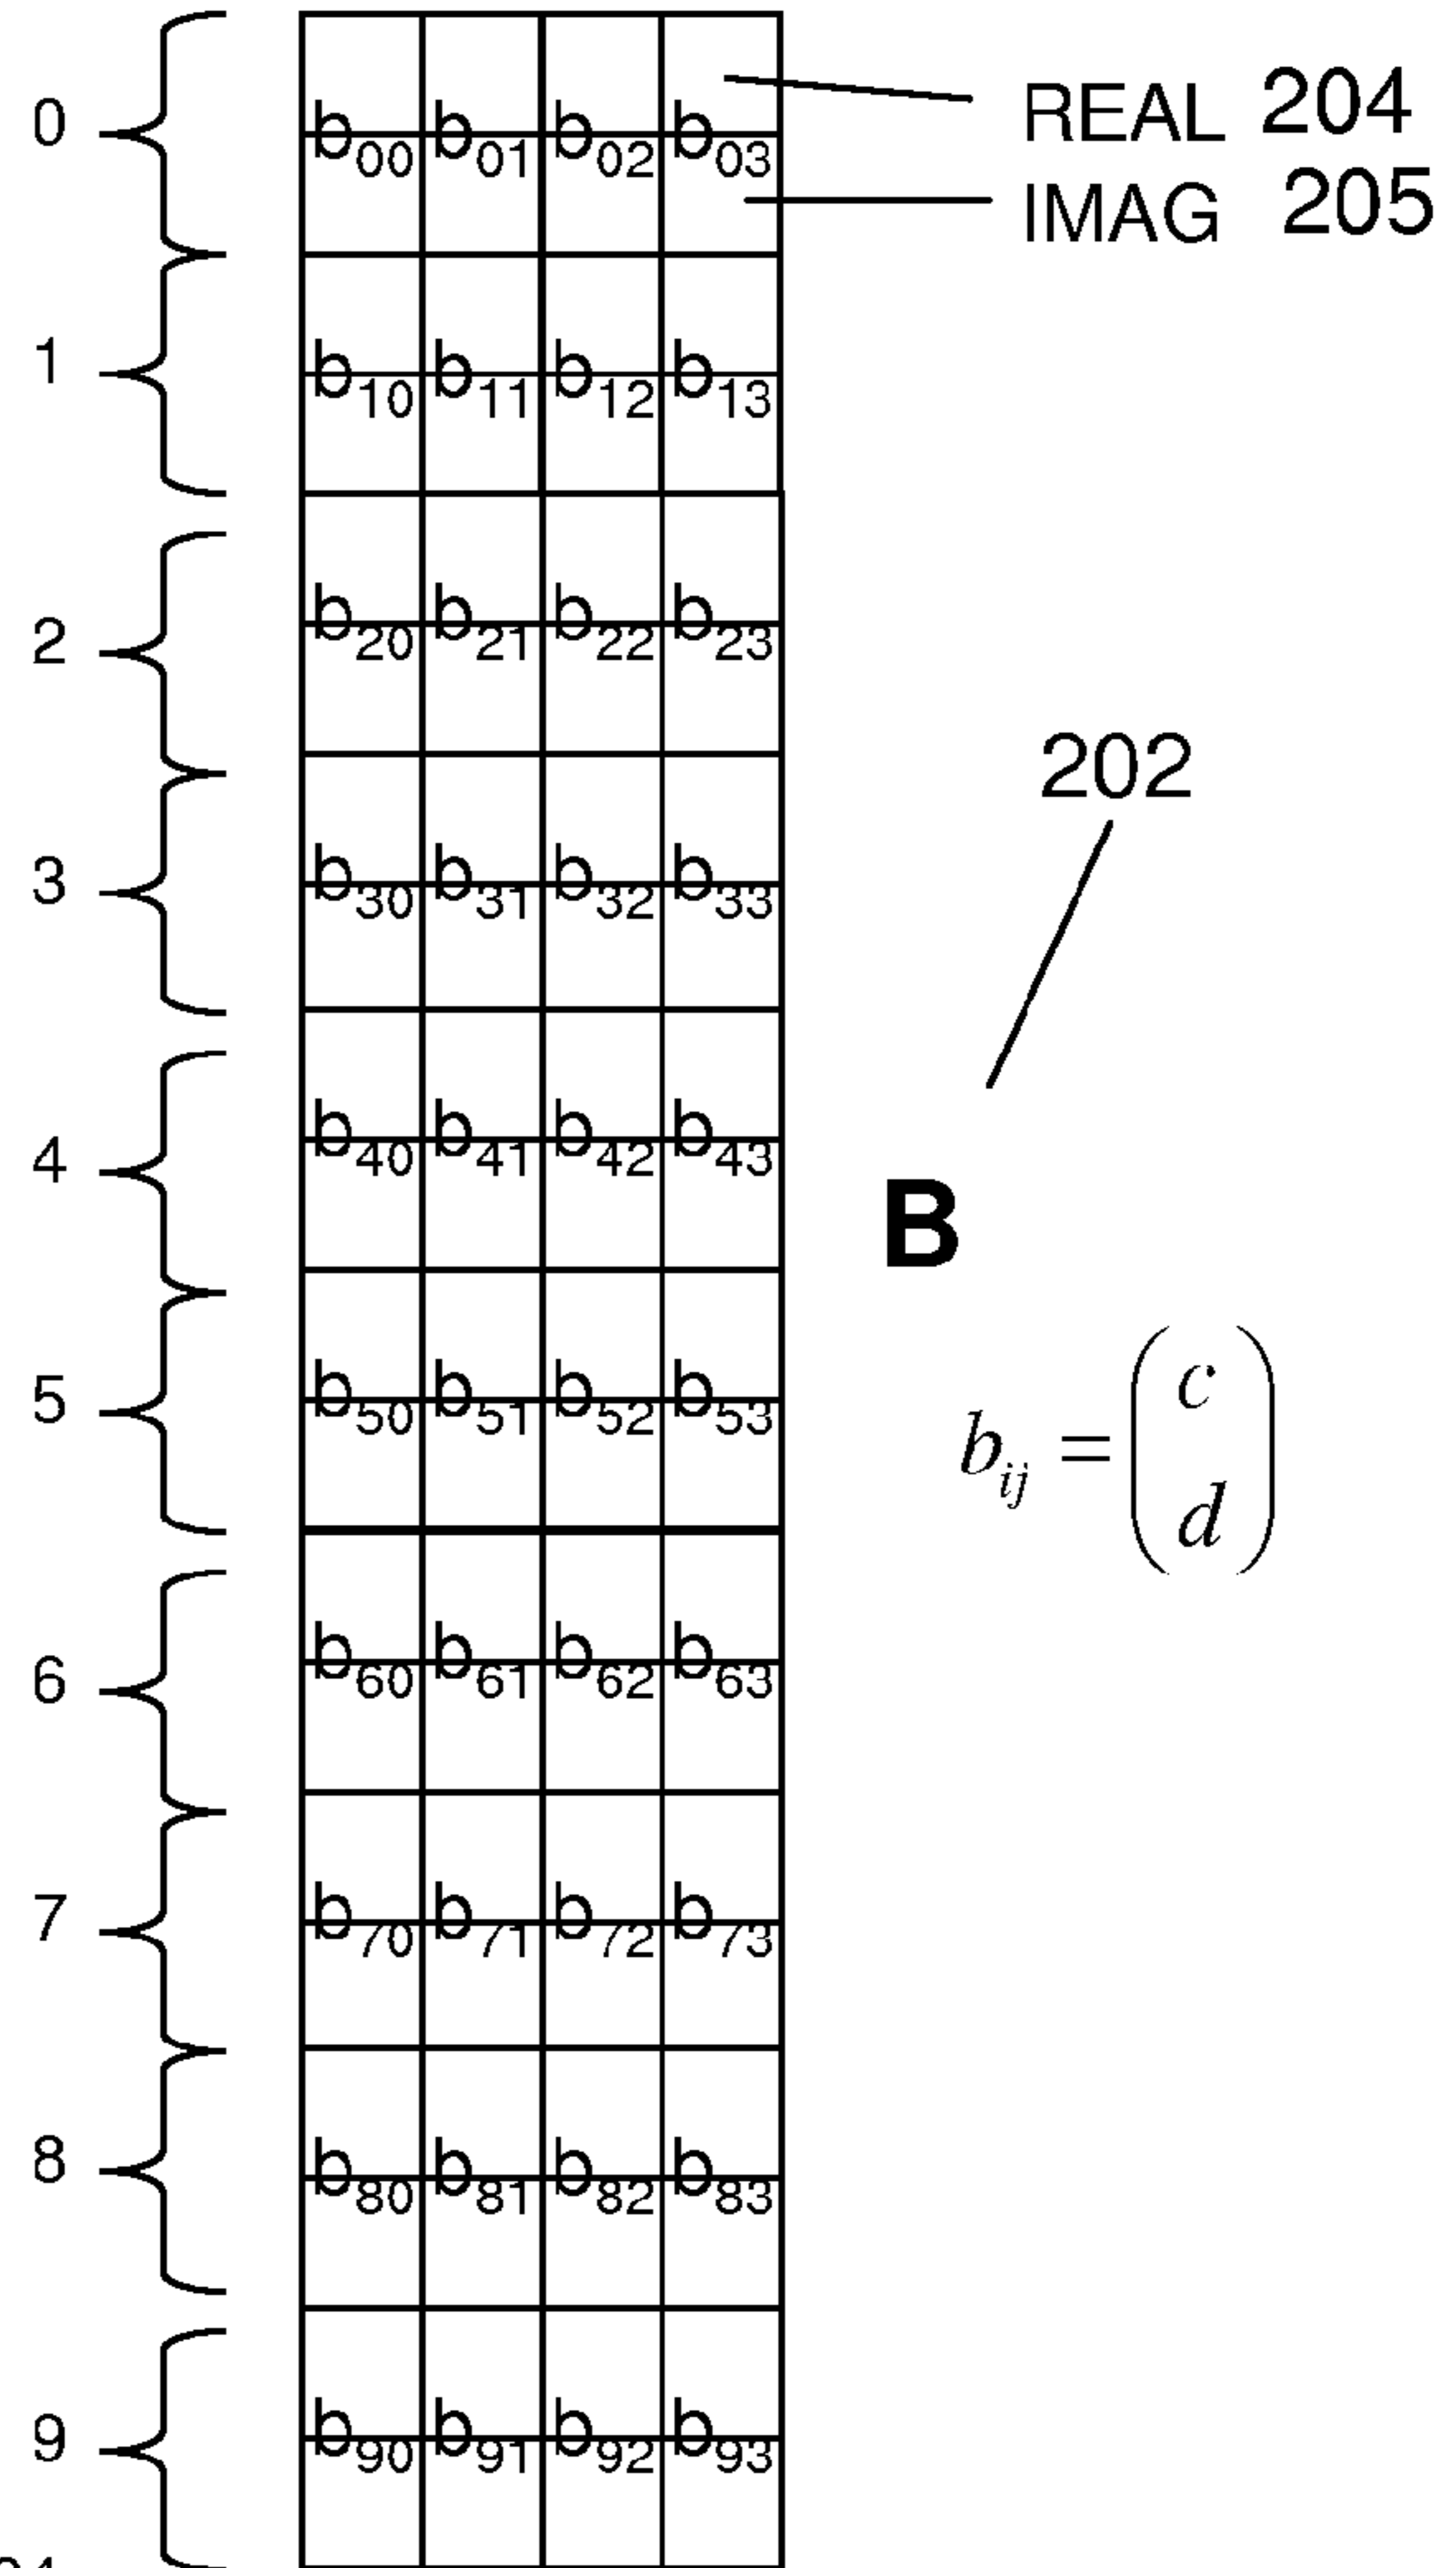 0 b00 b01 b02 b03 REAL 204
IMAG 205
1 b10 b11 b12 b13
2 b20 b21 b22 b23
202
3 b30 b31 b32 b33
4 b40 b41 b42 b43
B
5 b50 b51 b52 b53
bij = (c d)
6 b60 b61 b62 b63
7 b70 b71 b72 b73
8 b80 b81 b82 b83
9 b90 b91 b92 b93